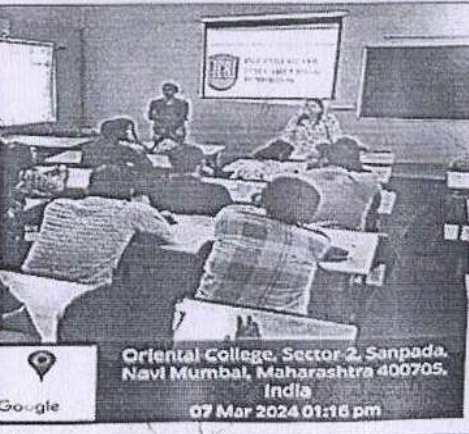 Oriental College, Sector-2, Sanpada,
Navi Mumbai, Maharashtra 400705,
India
07 Mar 2024 01:16 pm
Google